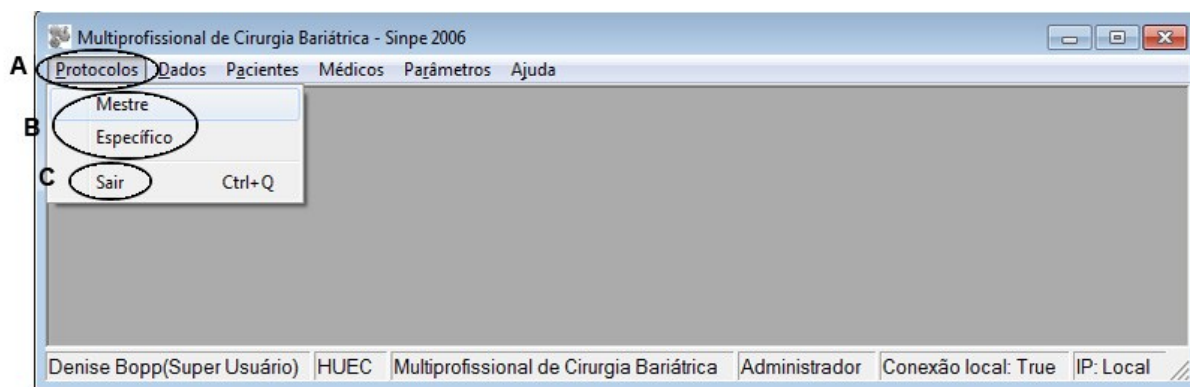 Multiprofissional de Cirurgia Bariátrica - Sinpe 2006
A Protocolos Dados Pacientes Médicos Parâmetros Ajuda
Mestre
B
Específico
C Sair Ctrl+Q
Denise Bopp(Super Usuário) HUEC Multiprofissional de Cirurgia Bariátrica Administrador Conexão local: True IP: Local